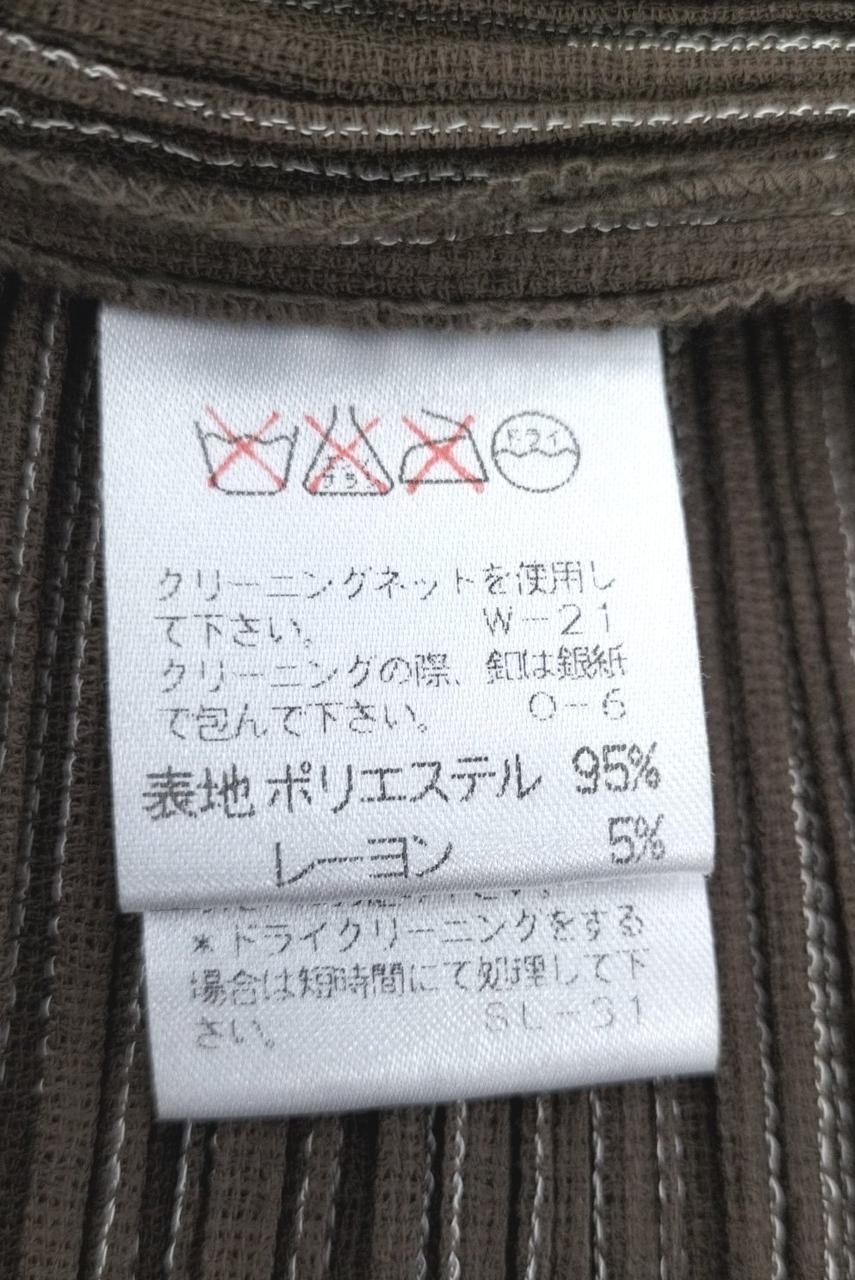 ドライ
クリーニングネットを使用し
て下さい。 W-21
クリーニングの際、釦は銀紙
で包んで下さい。 O-6
表地 ポリエステル 95%
レーヨン 5%
*ドライクリーニングをする
場合は短時間にて処理して下
さい。 SL-31